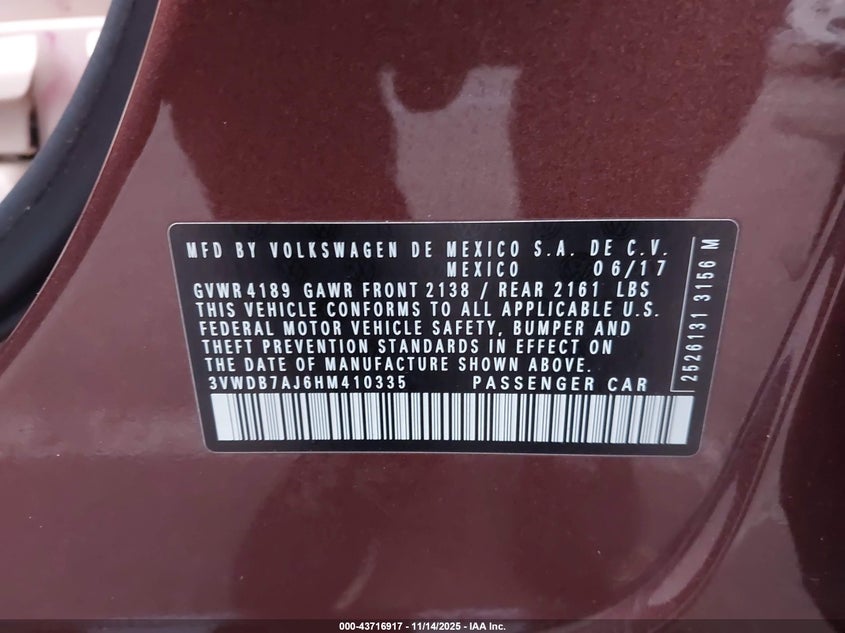 MFD BY VOLKSWAGEN DE MEXICO S.A. DE C.V.
MEXICO 06/17
GVWR 4189 GAWR FRONT 2138 / REAR 2161 LBS
THIS VEHICLE CONFORMS TO ALL APPLICABLE U.S.
FEDERAL MOTOR VEHICLE SAFETY, BUMPER AND
THEFT PREVENTION STANDARDS IN EFFECT ON
THE DATE OF MANUFACTURE SHOWN ABOVE.
3VWDB7AJ6HM410335 PASSENGER CAR
2526131 3156 M
000-43716917 - 11/14/2025 - IAA Inc.